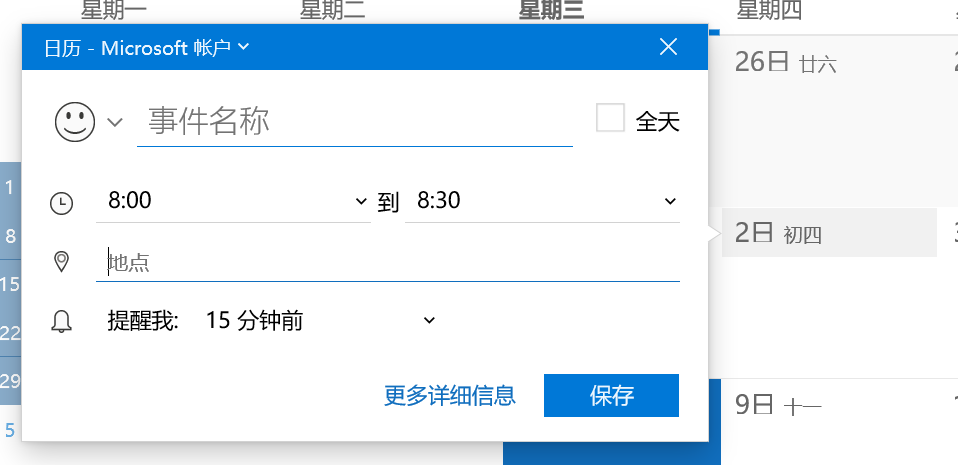 星期一 星期二 星期三 星期四
日历 - Microsoft 帐户
26日 廿六
事件名称
全天
1
8:00 到 8:30
8
2日 初四
地点
15
提醒我: 15 分钟前
22
29
更多详细信息 保存
9日 十一
5